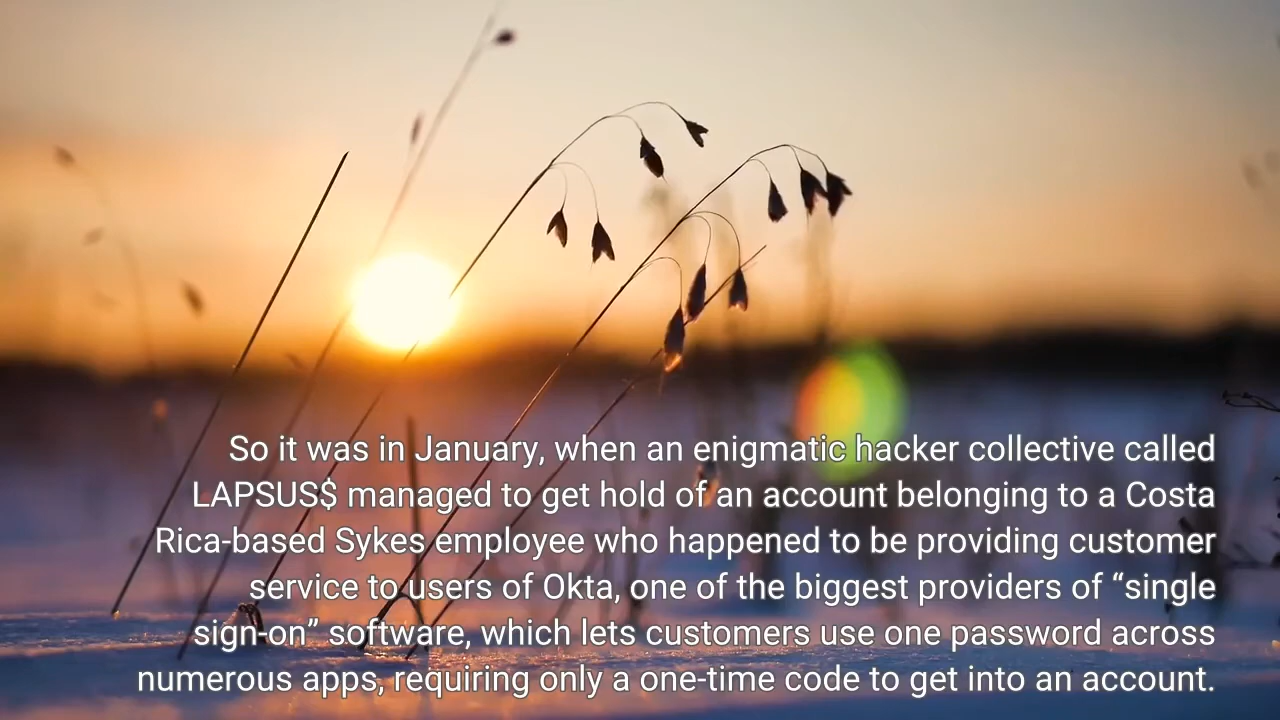 So it was in January, when an enigmatic hacker collective called
LAPSUS$ managed to get hold of an account belonging to a Costa
Rica-based Sykes employee who happened to be providing customer
service to users of Okta, one of the biggest providers of “single
sign-on” software, which lets customers use one password across
numerous apps, requiring only a one-time code to get into an account.